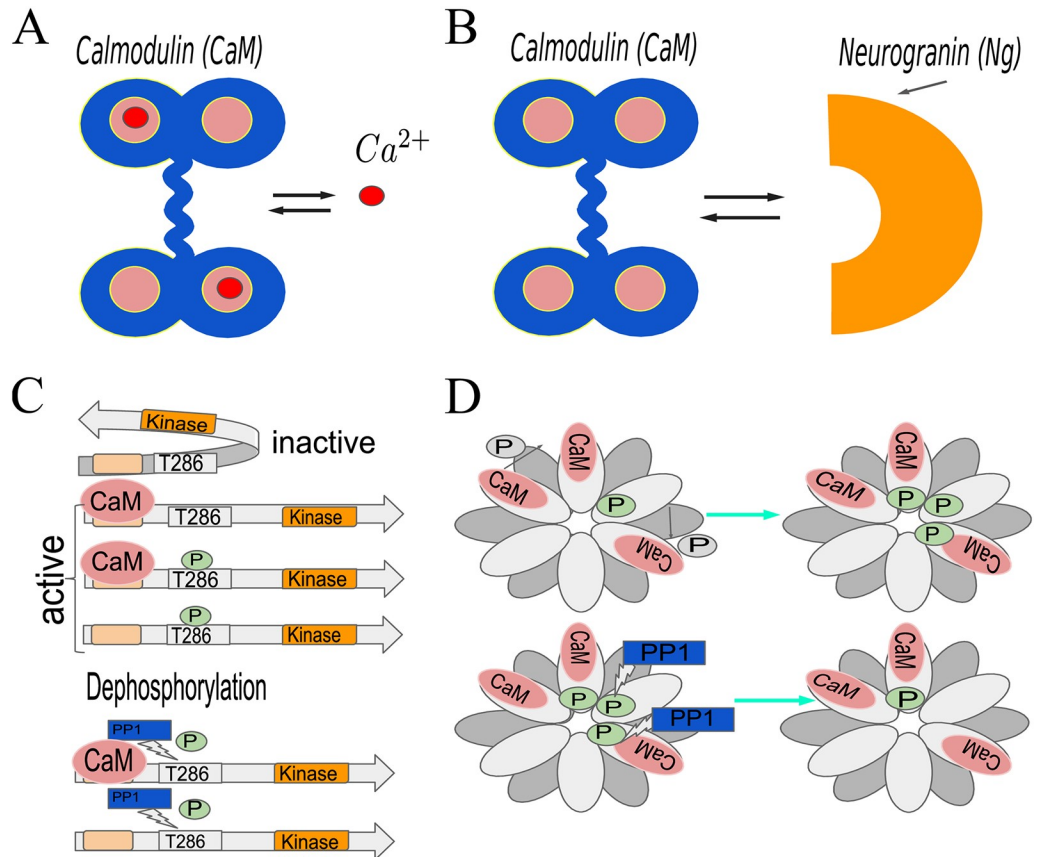 A
Calmodulin (CaM)
Ca²⁺
B
Calmodulin (CaM)
Neurogranin (Ng)
C
Kinase
inactive
T286
active
CaM
T286
Kinase
CaM
P
T286
Kinase
P
T286
Kinase
Dephosphorylation
PP1
P
CaM
T286
Kinase
PP1
P
T286
Kinase
D
P
CaM
CaM
P
CaM
P
CaM
CaM
P
P
P
CaM
CaM
PP1
CaM
P
P
PP1
P
CaM
CaM
CaM
P
CaM